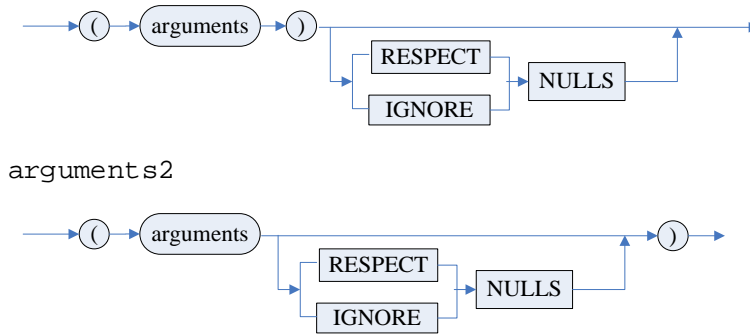 ( arguments )
RESPECT
NULLS
IGNORE
arguments2
( arguments )
RESPECT
NULLS
IGNORE